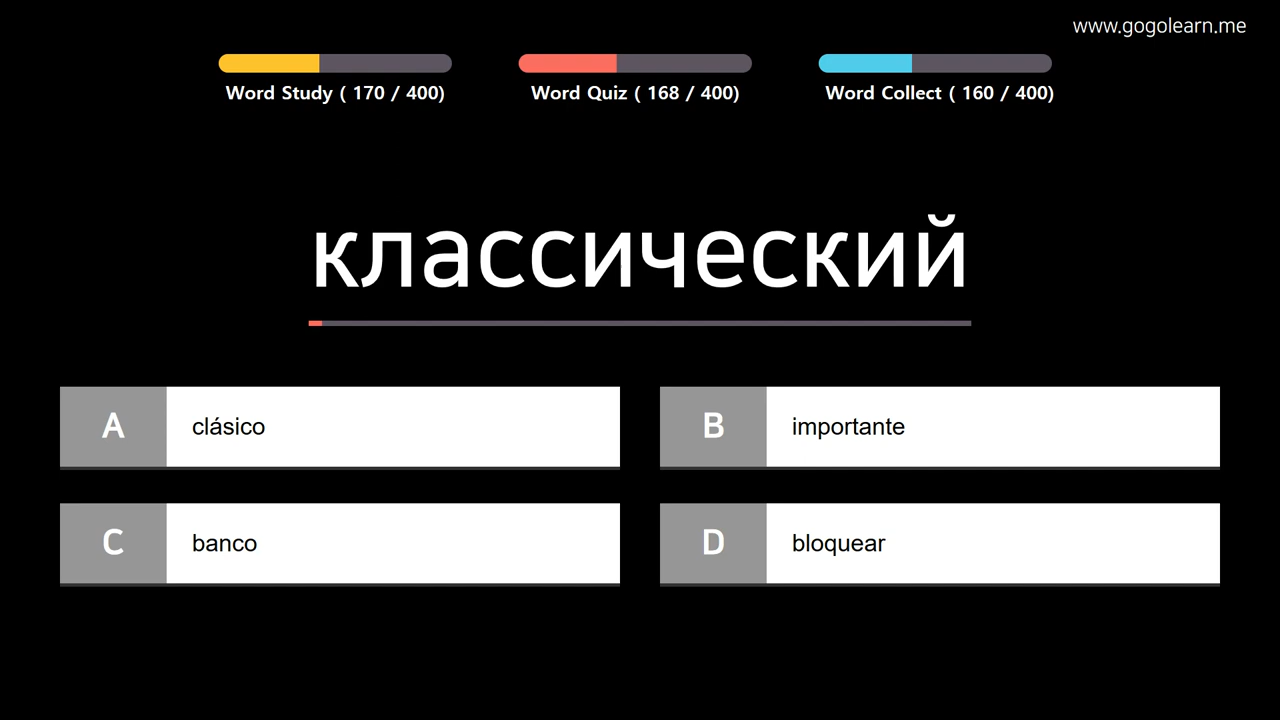 www.gogolearn.me
Word Study ( 170 / 400)
Word Quiz ( 168 / 400)
Word Collect ( 160 / 400)
классический
A clásico
B importante
C banco
D bloquear